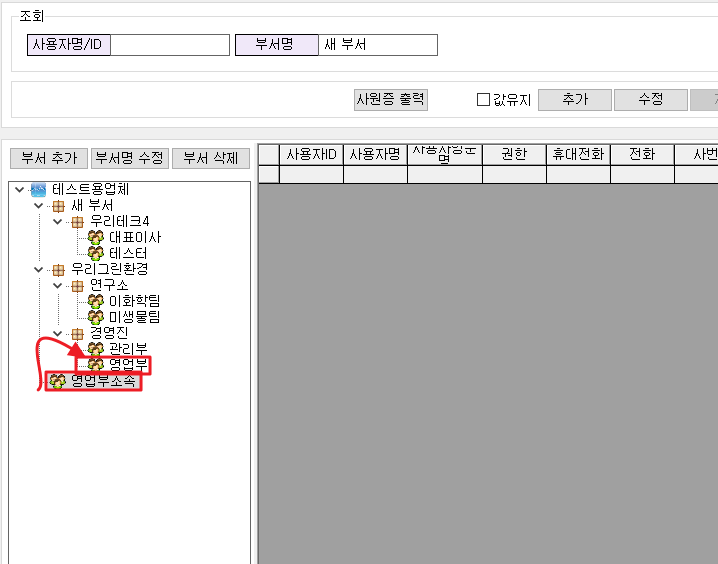 조회
사용자명/ID
부서명 새 부서
사원증 출력 값유지 추가 수정
부서 추가 부서명 수정 부서 삭제
사용자ID 사용자명 권한 휴대전화 전화 사번
테스트용업체
새 부서
우리테크4
대표이사
테스터
우리그린환경
연구소
이화학팀
미생물팀
경영진
관리부
영업부
영업부소속